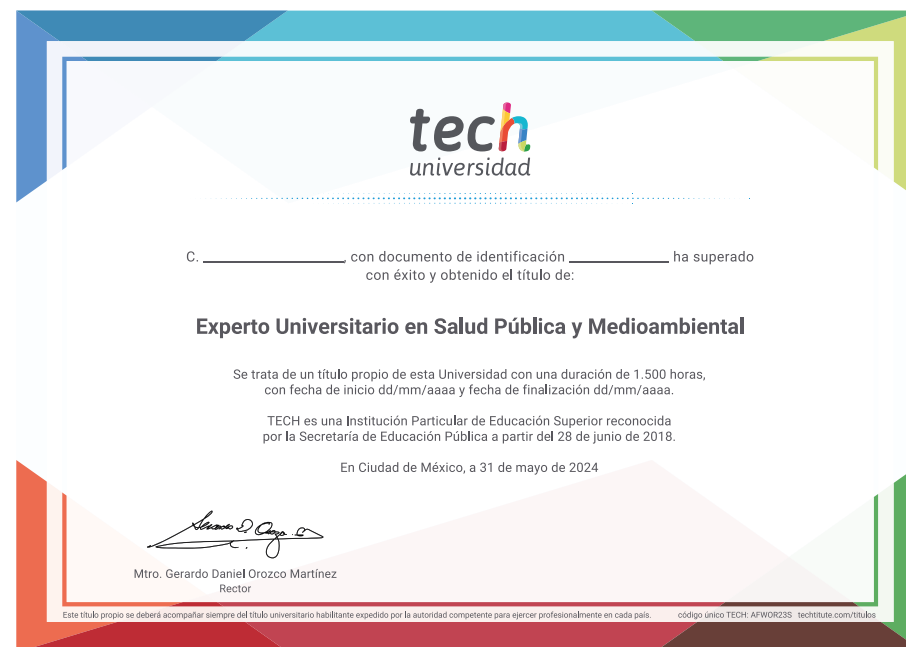 tech
universidad
C. ____________, con documento de identificación ____________ ha superado
con éxito y obtenido el título de:
Experto Universitario en Salud Pública y Medioambiental
Se trata de un título propio de esta Universidad con una duración de 1.500 horas,
con fecha de inicio dd/mm/aaaa y fecha de finalización dd/mm/aaaa.
TECH es una Institución Particular de Educación Superior reconocida
por la Secretaría de Educación Pública a partir del 28 de junio de 2018.
En Ciudad de México, a 31 de mayo de 2024
Mtro. Gerardo Daniel Orozco Martínez
Rector
Este título propio se deberá acompañar siempre del título universitario habilitante expedido por la autoridad competente para ejercer profesionalmente en cada país. código único TECH: AFWOR23S techtitute.com/titulos